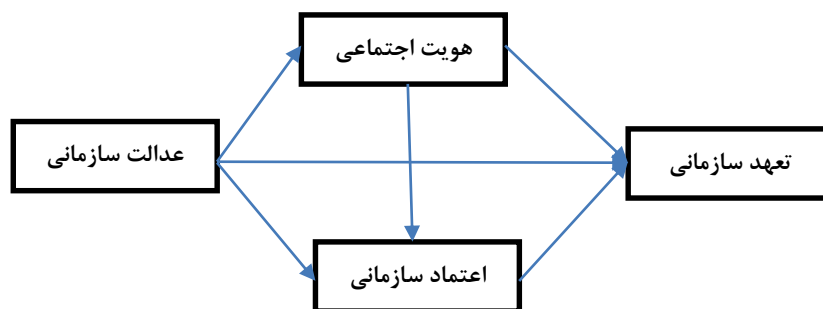 هویت اجتماعی
عدالت سازمانی
تعهد سازمانی
اعتماد سازمانی